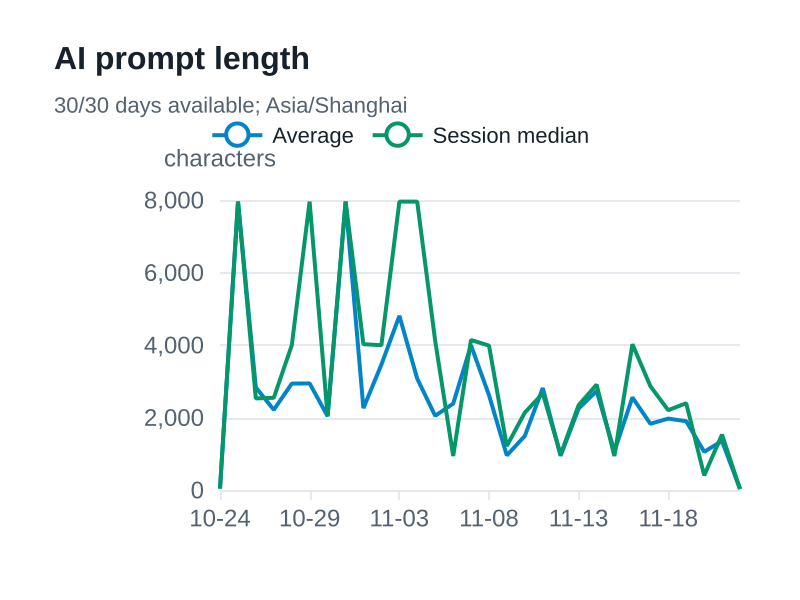 AI prompt length
30/30 days available; Asia/Shanghai
Average Session median
characters
8,000
6,000
4,000
2,000
0
10-24 10-29 11-03 11-08 11-13 11-18